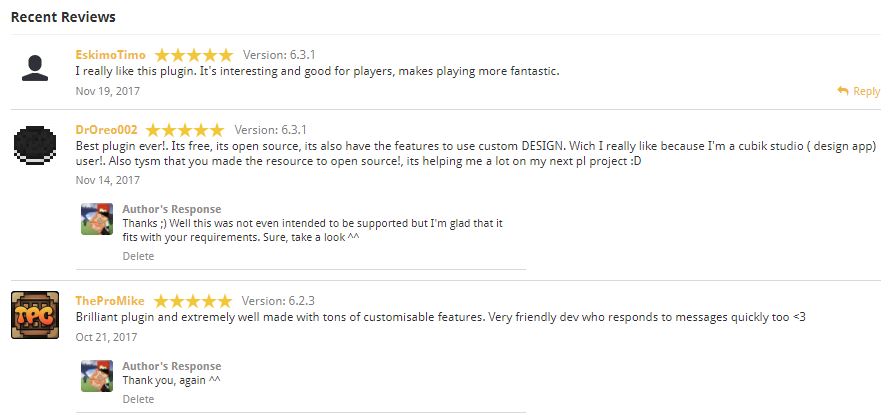 Recent Reviews
EskimoTimo Version: 6.3.1
I really like this plugin. It's interesting and good for players, makes playing more fantastic.
Nov 19, 2017
Reply
DrOreo002 Version: 6.3.1
Best plugin ever!. Its free, its open source, its also have the features to use custom DESIGN. Wich I really like because I'm a cubik studio ( design app)
user!. Also tysm that you made the resource to open source!, its helping me a lot on my next pl project :D
Nov 14, 2017
Author's Response
Thanks ;) Well this was not even intended to be supported but I'm glad that it
fits with your requirements. Sure, take a look ^^
Delete
TPC
TheProMike Version: 6.2.3
Brilliant plugin and extremely well made with tons of customisable features. Very friendly dev who responds to messages quickly too <3
Oct 21, 2017
Author's Response
Thank you, again ^^
Delete